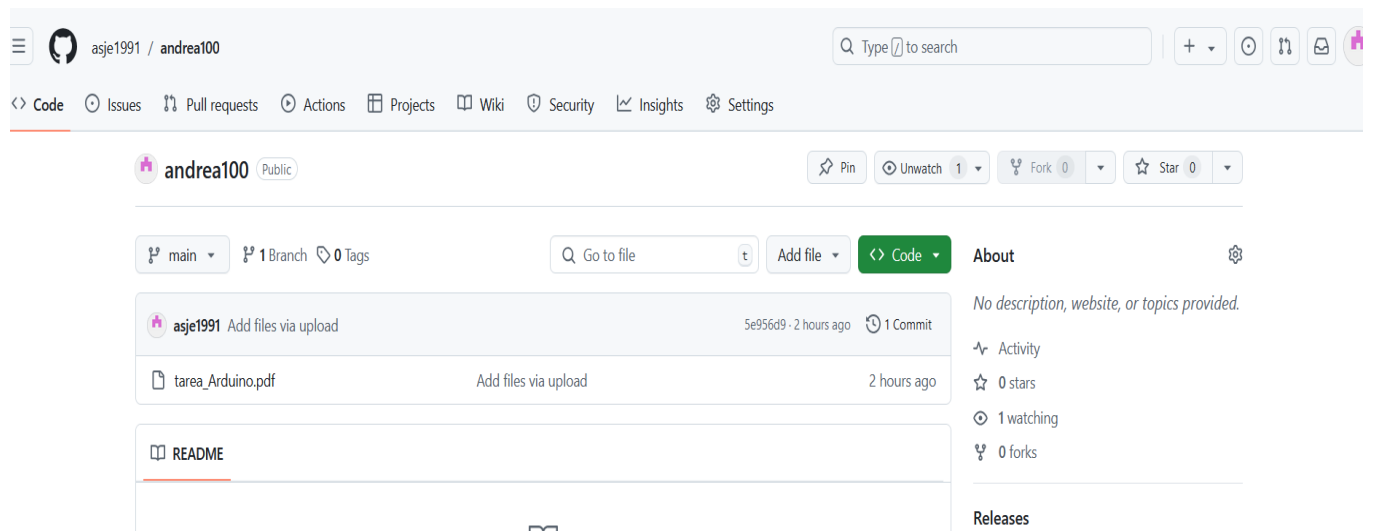 asje1991 / andrea100
Type / to search
Code Issues Pull requests Actions Projects Wiki Security Insights Settings
andrea100 Public
Pin Unwatch 1 Fork 0 Star 0
main 1 Branch 0 Tags Go to file t Add file Code
About
No description, website, or topics provided.
asje1991 Add files via upload 5e956d9 · 2 hours ago 1 Commit
Activity
tarea_Arduino.pdf Add files via upload 2 hours ago
0 stars
1 watching
README
0 forks
Releases